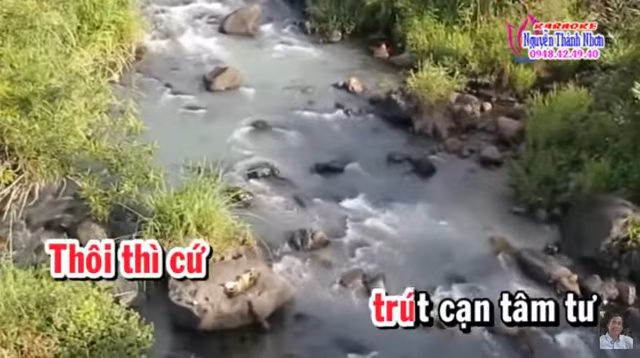 KARAOKE
Nguyễn Thành Nhơn
0948.42.49.40
Thôi thì cứ
trút cạn tâm tư